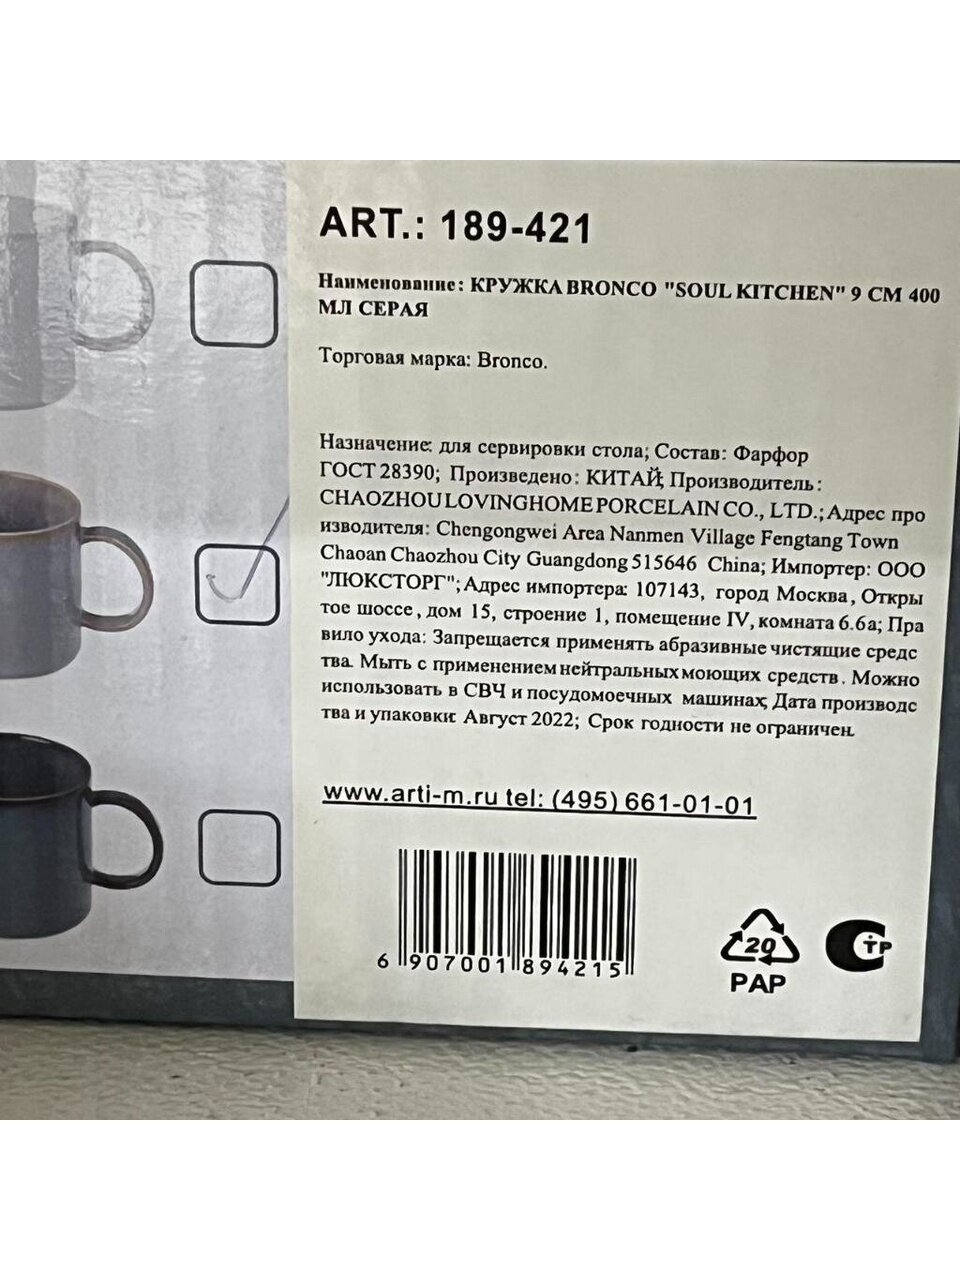 ART.: 189-421
Наименование: КРУЖКА BRONCO "SOUL KITCHEN" 9 СМ 400
МЛ СЕРАЯ
Торговая марка: Bronco.
Назначение: для сервировки стола; Состав: Фарфор
ГОСТ 28390; Произведено: КИТАЙ; Производитель:
CHAOZHOU LOVINGHOME PORCELAIN CO., LTD.; Адрес про
изводителя: Chengongwei Area Nanmen Village Fengtang Town
Chaoan Chaozhou City Guangdong 515646 China; Импортер: ООО
"ЛЮКСТОРГ"; Адрес импортера: 107143, город Москва, Откры
тое шоссе, дом 15, строение 1, помещение IV, комната 6.6а; Пра
вило ухода: Запрещается применять абразивные чистящие средс
тва. Мыть с применением нейтральных моющих средств. Можно
использовать в СВЧ и посудомоечных машинах; Дата производс
тва и упаковки: Август 2022; Срок годности не ограничен.
www.arti-m.ru tel: (495) 661-01-01
6 907001 894215
20
PAP
СТР